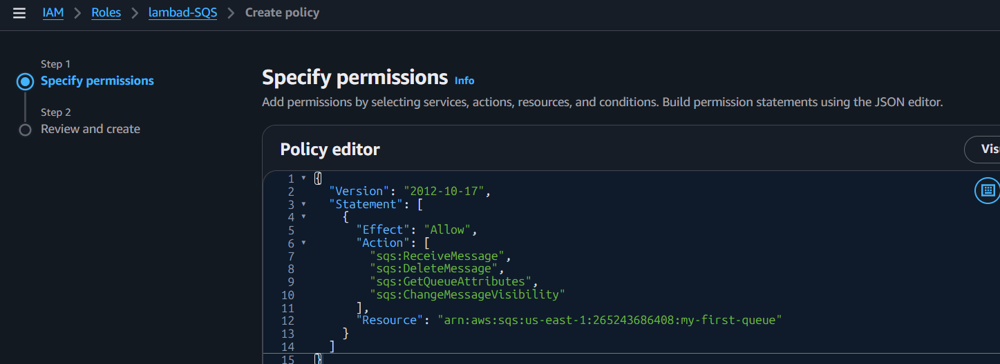 IAM > Roles > lambad-SQS > Create policy
Step 1
Specify permissions
Step 2
Review and create
Specify permissions Info
Add permissions by selecting services, actions, resources, and conditions. Build permission statements using the JSON editor.
Policy editor
Vis
1 {
2 "Version": "2012-10-17",
3 "Statement": [
4 {
5 "Effect": "Allow",
6 "Action": [
7 "sqs:ReceiveMessage",
8 "sqs:DeleteMessage",
9 "sqs:GetQueueAttributes",
10 "sqs:ChangeMessageVisibility"
11 ],
12 "Resource": "arn:aws:sqs:us-east-1:265243686408:my-first-queue"
13 }
14 ]
15 }